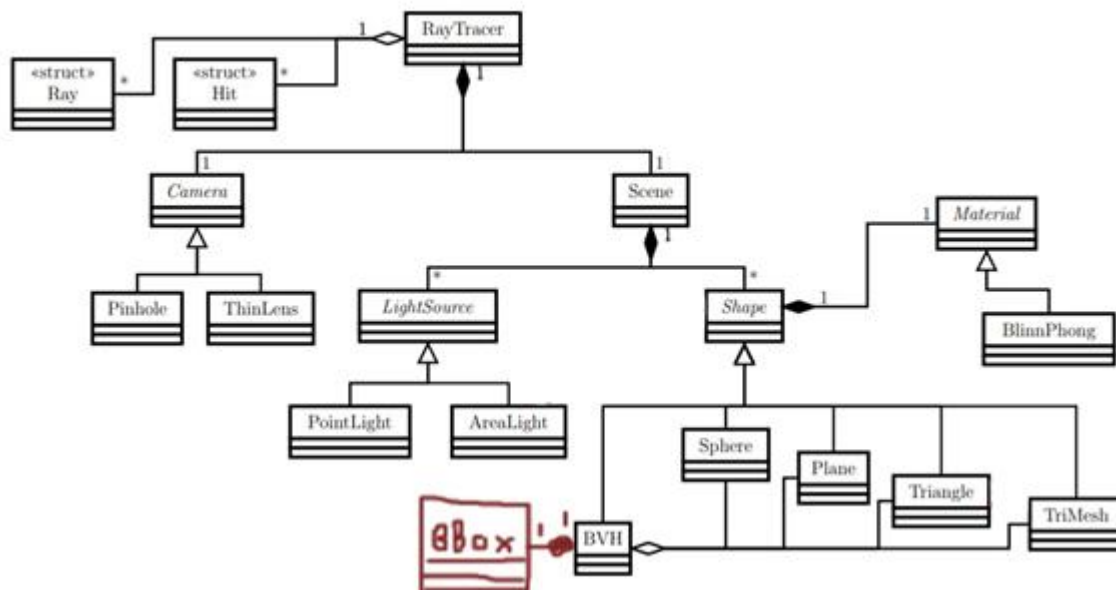 RayTracer
1
1
«struct»
Ray
*
«struct»
Hit
*
1
1
Camera
Scene
1
1
Material
Pinhole
ThinLens
*
LightSource
*
Shape
1
BlinnPhong
PointLight
AreaLight
Sphere
Plane
Triangle
TriMesh
BBox
1
1
BVH